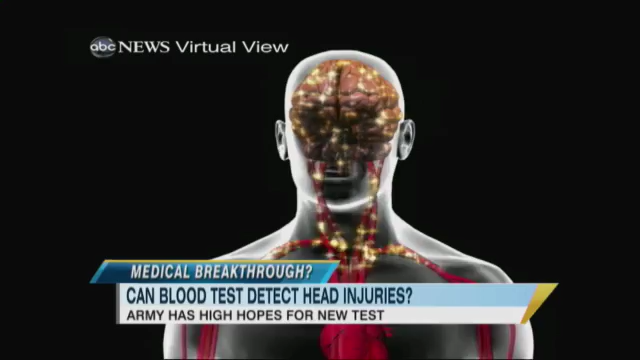 abc NEWS Virtual View
MEDICAL BREAKTHROUGH?
CAN BLOOD TEST DETECT HEAD INJURIES?
ARMY HAS HIGH HOPES FOR NEW TEST